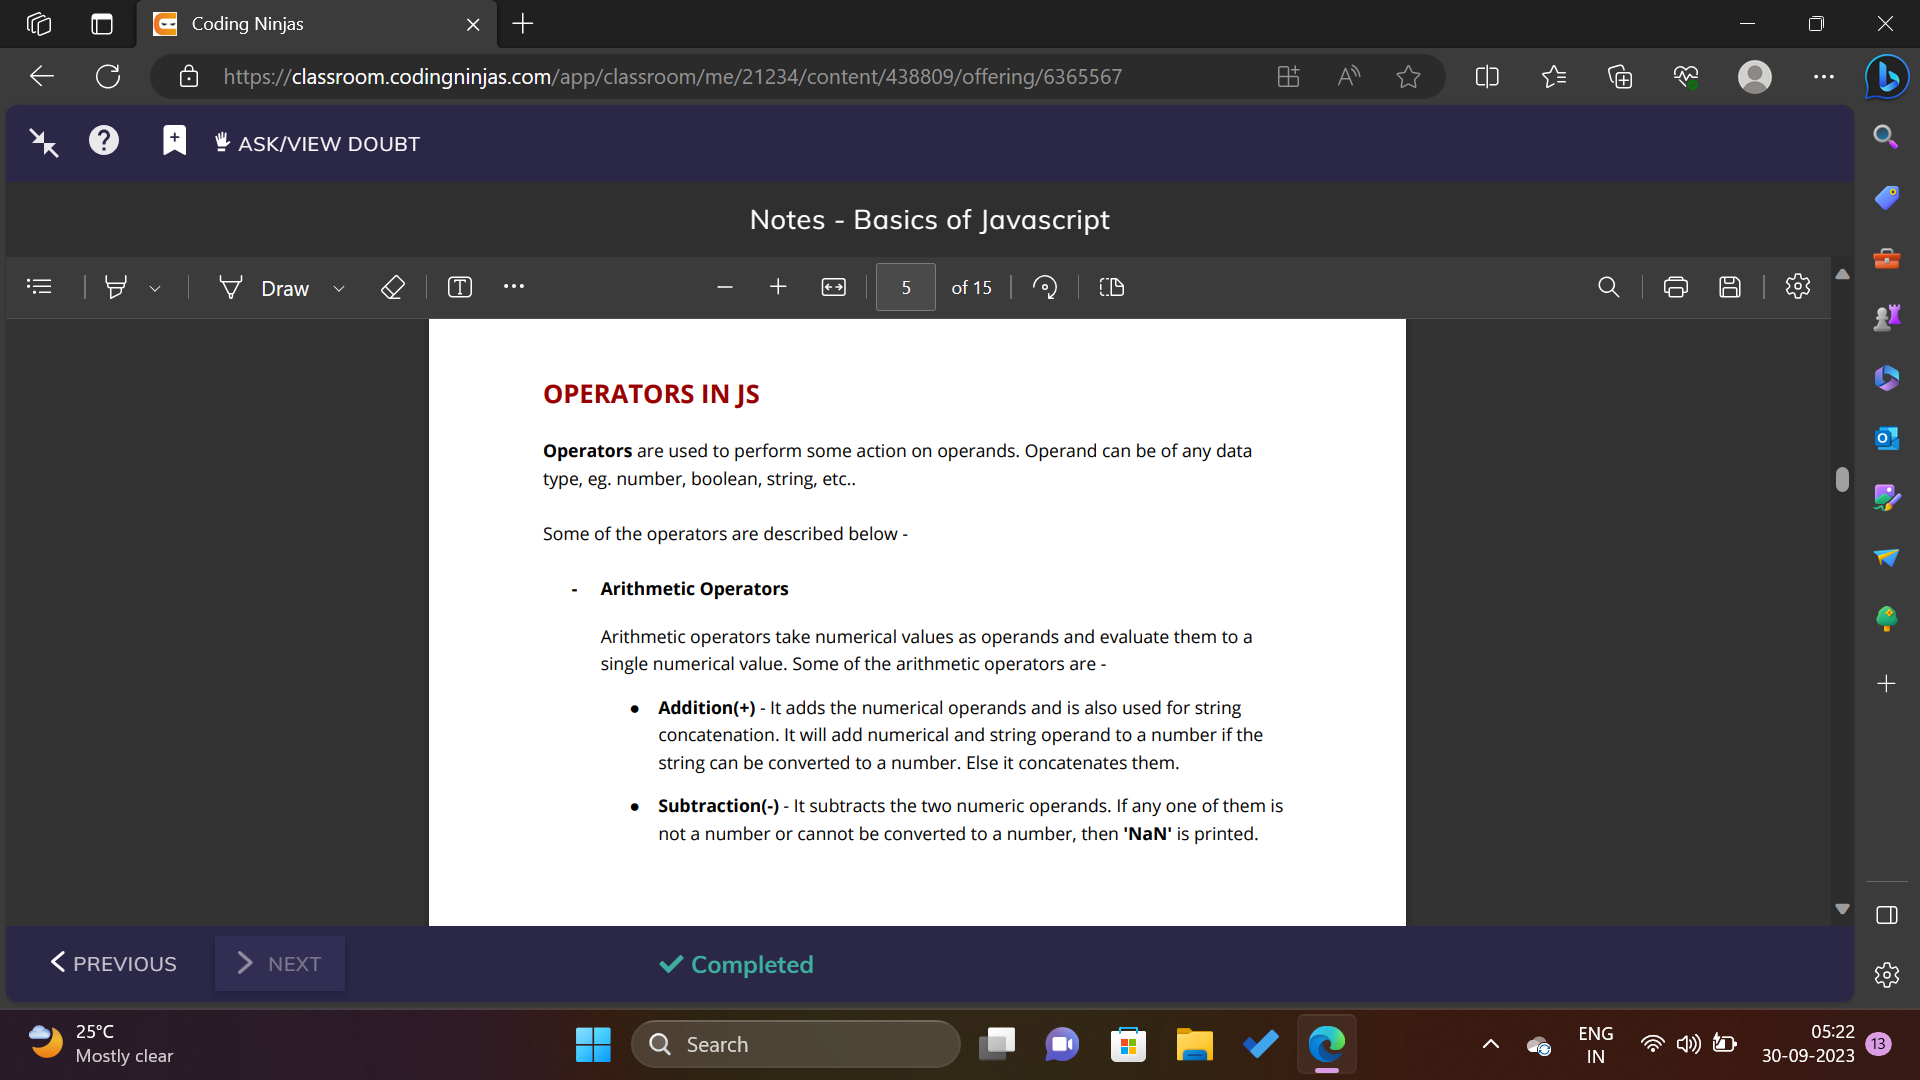 Coding Ninjas
https://classroom.codingninjas.com/app/classroom/me/21234/content/438809/offering/6365567
ASK/VIEW DOUBT
Notes - Basics of Javascript
Draw
5 of 15
OPERATORS IN JS
Operators are used to perform some action on operands. Operand can be of any data
type, eg. number, boolean, string, etc..
Some of the operators are described below -
- Arithmetic Operators
Arithmetic operators take numerical values as operands and evaluate them to a
single numerical value. Some of the arithmetic operators are -
● Addition(+) - It adds the numerical operands and is also used for string
concatenation. It will add numerical and string operand to a number if the
string can be converted to a number. Else it concatenates them.
● Subtraction(-) - It subtracts the two numeric operands. If any one of them is
not a number or cannot be converted to a number, then 'NaN' is printed.
PREVIOUS
NEXT
Completed
25°C
Mostly clear
Search
ENG
IN
05:22
30-09-2023
13